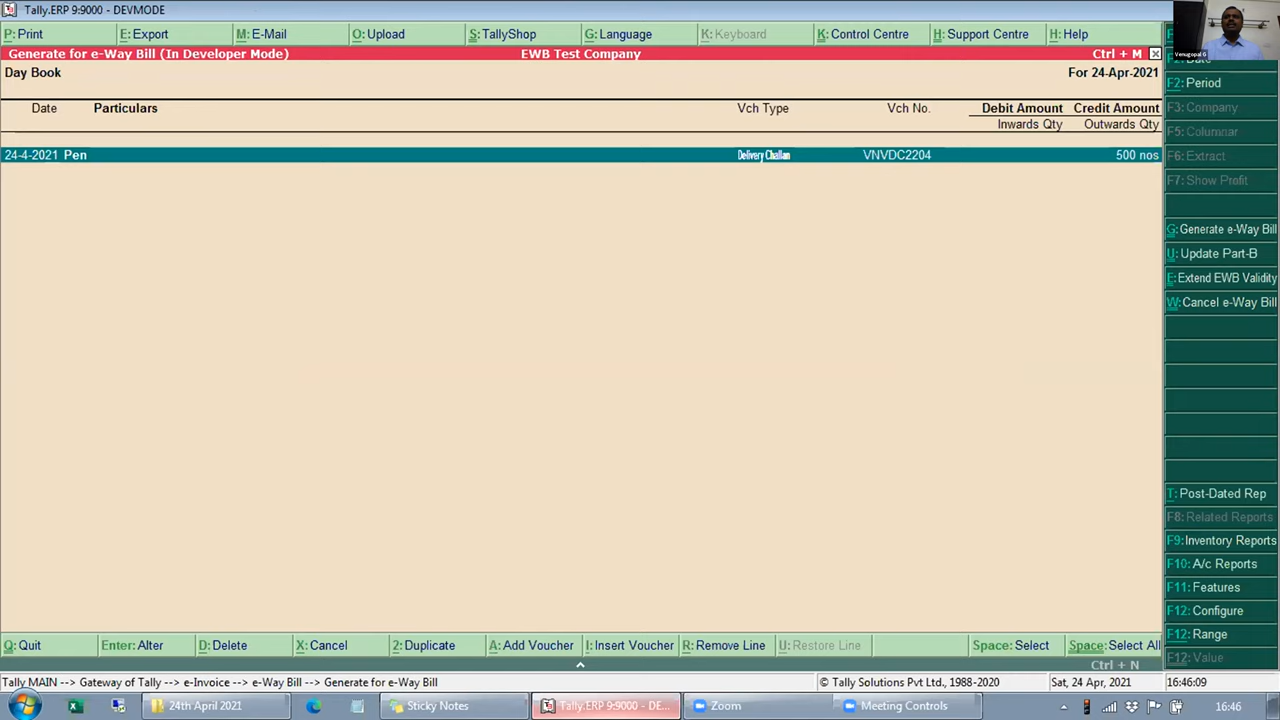 Tally.ERP 9:9000 - DEVMODE
P: Print
E: Export
M: E-Mail
O: Upload
S: TallyShop
G: Language
K: Keyboard
K: Control Centre
H: Support Centre
H: Help
Venugopal G
Generate for e-Way Bill (In Developer Mode)
EWB Test Company
Ctrl + M
Day Book
For 24-Apr-2021
Date Particulars Vch Type Vch No. Debit Amount Credit Amount
Inwards Qty Outwards Qty
24-4-2021 Pen Delivery Challan VNVDC2204 500 nos
F2: Date
F2: Period
F3: Company
F5: Columnar
F6: Extract
F7: Show Profit
G: Generate e-Way Bill
U: Update Part-B
E: Extend EWB Validity
W: Cancel e-Way Bill
T: Post-Dated Rep
F8: Related Reports
F9: Inventory Reports
F10: A/c Reports
F11: Features
F12: Configure
F12: Range
F12: Value
Q: Quit
Enter: Alter
D: Delete
X: Cancel
2: Duplicate
A: Add Voucher
I: Insert Voucher
R: Remove Line
U: Restore Line
Space: Select
Space: Select All
Ctrl + N
Tally MAIN --> Gateway of Tally --> e-Invoice --> e-Way Bill --> Generate for e-Way Bill
© Tally Solutions Pvt Ltd., 1988-2020
Sat, 24 Apr, 2021
16:46:09
24th April 2021
Sticky Notes
Tally.ERP 9:9000 - DE...
Zoom
Meeting Controls
16:46